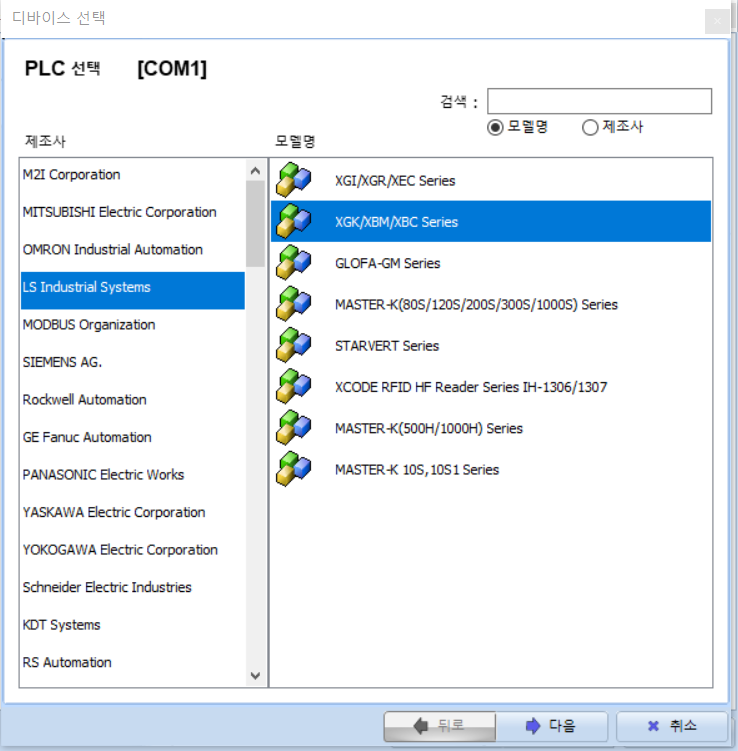 디바이스 선택
PLC 선택 [COM1]
검색 :
모델명 제조사
제조사
M2I Corporation
MITSUBISHI Electric Corporation
OMRON Industrial Automation
LS Industrial Systems
MODBUS Organization
SIEMENS AG.
Rockwell Automation
GE Fanuc Automation
PANASONIC Electric Works
YASKAWA Electric Corporation
YOKOGAWA Electric Corporation
Schneider Electric Industries
KDT Systems
RS Automation
모델명
XGI/XGR/XEC Series
XGK/XBM/XBC Series
GLOFA-GM Series
MASTER-K(80S/120S/200S/300S/1000S) Series
STARVERT Series
XCODE RFID HF Reader Series IH-1306/1307
MASTER-K(500H/1000H) Series
MASTER-K 10S,10S1 Series
뒤로 다음 취소